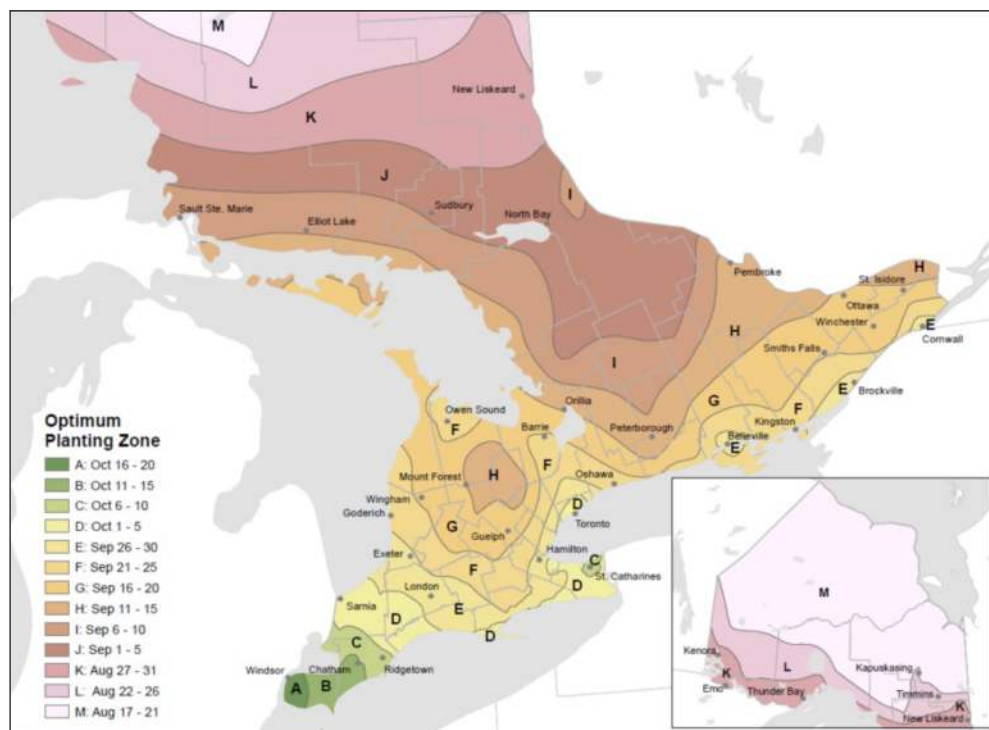 M
L
New Liskeard
K
J
I
Sault Ste. Marie
Elliot Lake
Sudbury
North Bay
Pembroke
H
St. Isidore
Ottawa
Winchester
E
Cornwall
H
Smiths Falls
I
E
Brockville
G
F
Kingston
Owen Sound
F
Orillia
Barrie
Peterborough
Belleville
E
F
Mount Forest
H
Oshawa
Wingham
D
Goderich
G
Toronto
Guelph
Exeter
Hamilton
C
F
St. Catharines
London
D
Sarnia
D
E
D
C
Windsor
Chatham
Ridgetown
A
B
Optimum
Planting Zone
A: Oct 16 - 20
B: Oct 11 - 15
C: Oct 6 - 10
D: Oct 1 - 5
E: Sep 26 - 30
F: Sep 21 - 25
G: Sep 16 - 20
H: Sep 11 - 15
I: Sep 6 - 10
J: Sep 1 - 5
K: Aug 27 - 31
L: Aug 22 - 26
M: Aug 17 - 21
M
Kenora
K
L
Kapuskasing
Emo
Thunder Bay
Timmins
K
New Liskeard